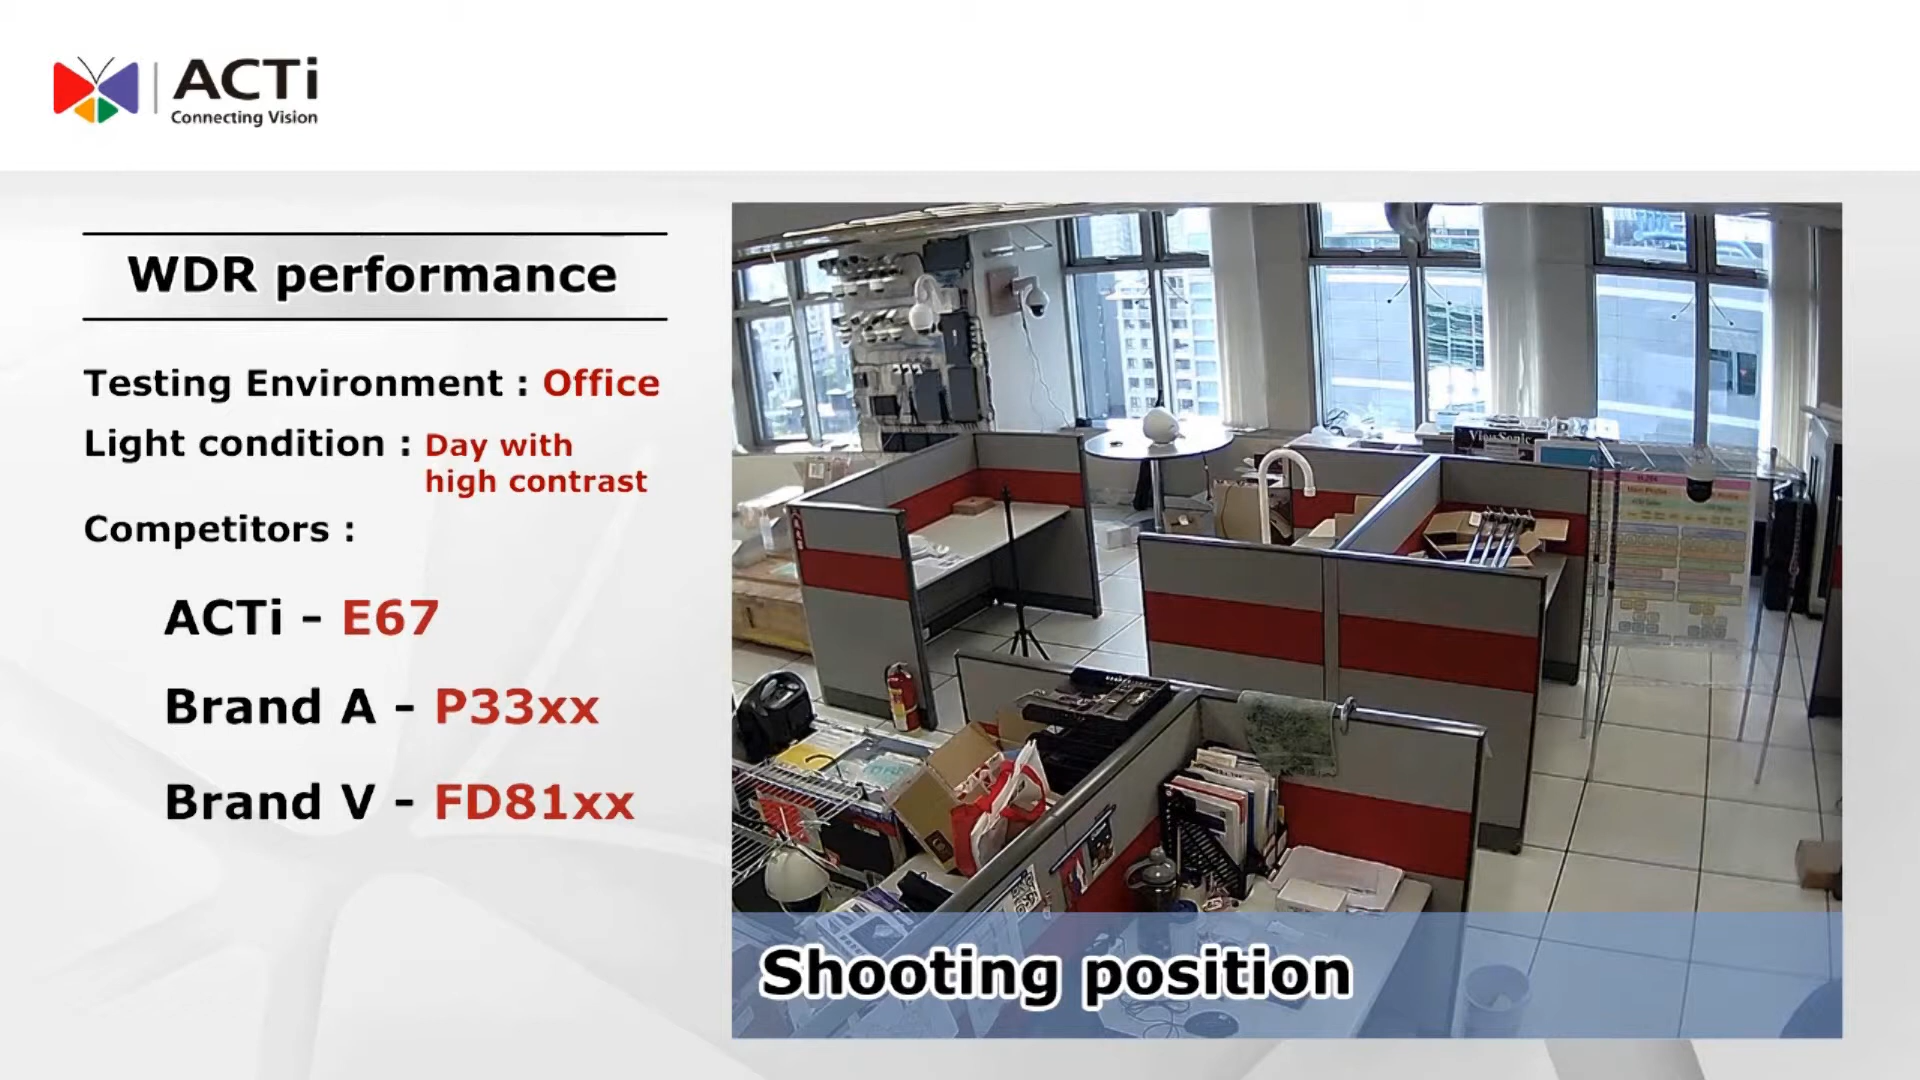 ACTi
Connecting Vision
WDR performance
Testing Environment : Office
Light condition : Day with
high contrast
Competitors :
ACTi - E67
Brand A - P33xx
Brand V - FD81xx
ViewSonic
Shooting position